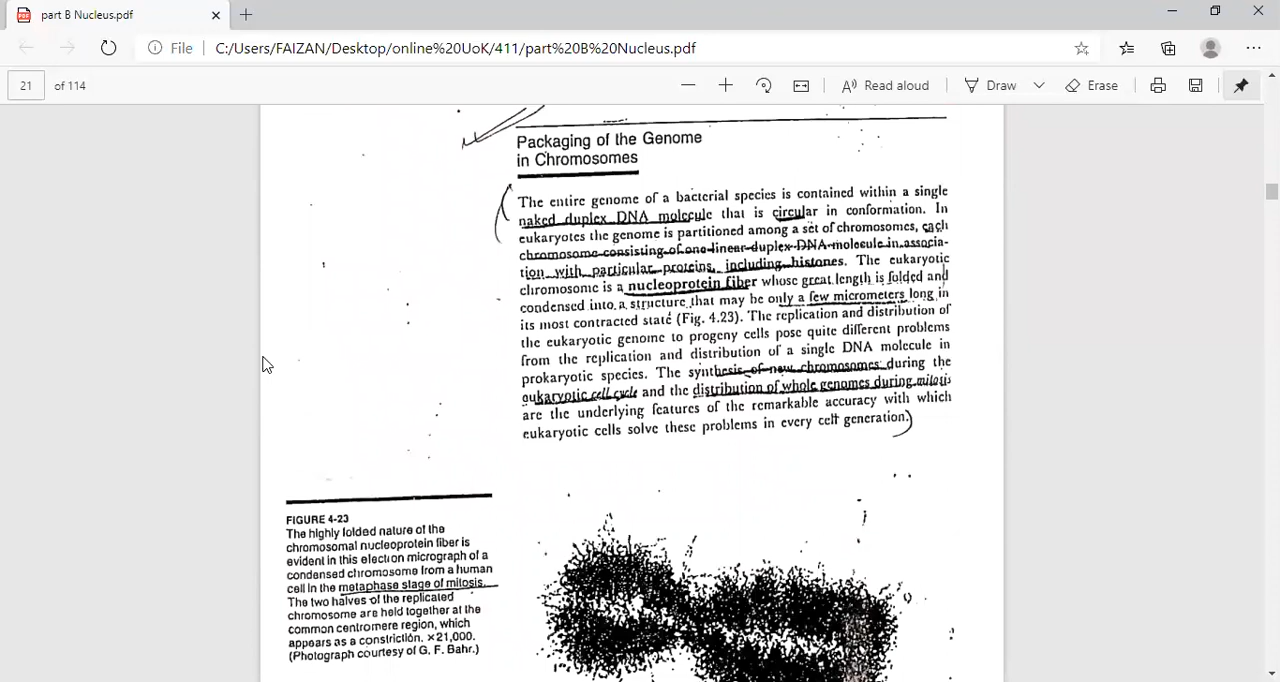 part B Nucleus.pdf
File | C:/Users/FAIZAN/Desktop/online%20UoK/411/part%20B%20Nucleus.pdf
21 of 114
Read aloud
Draw
Erase
Packaging of the Genome
in Chromosomes
The entire genome of a bacterial species is contained within a single
naked duplex DNA molecule that is circular in conformation. In
eukaryotes the genome is partitioned among a set of chromosomes, each
chromosome consisting of one linear duplex DNA molecule in associa-
tion with particular proteins, including histones. The eukaryotic
chromosome is a nucleoprotein fiber whose great length is folded and
condensed into a structure that may be only a few micrometers long in
its most contracted state (Fig. 4.23). The replication and distribution of
the eukaryotic genome to progeny cells pose quite different problems
from the replication and distribution of a single DNA molecule in
prokaryotic species. The synthesis of new chromosomes during the
eukaryotic cell cycle and the distribution of whole genomes during mitosis
are the underlying features of the remarkable accuracy with which
eukaryotic cells solve these problems in every cell generation.
FIGURE 4-23
The highly folded nature of the
chromosomal nucleoprotein fiber is
evident in this electron micrograph of a
condensed chromosome from a human
cell in the metaphase stage of mitosis.
The two halves of the replicated
chromosome are held together at the
common centromere region, which
appears as a constriction. ×21,000.
(Photograph courtesy of G. F. Bahr.)